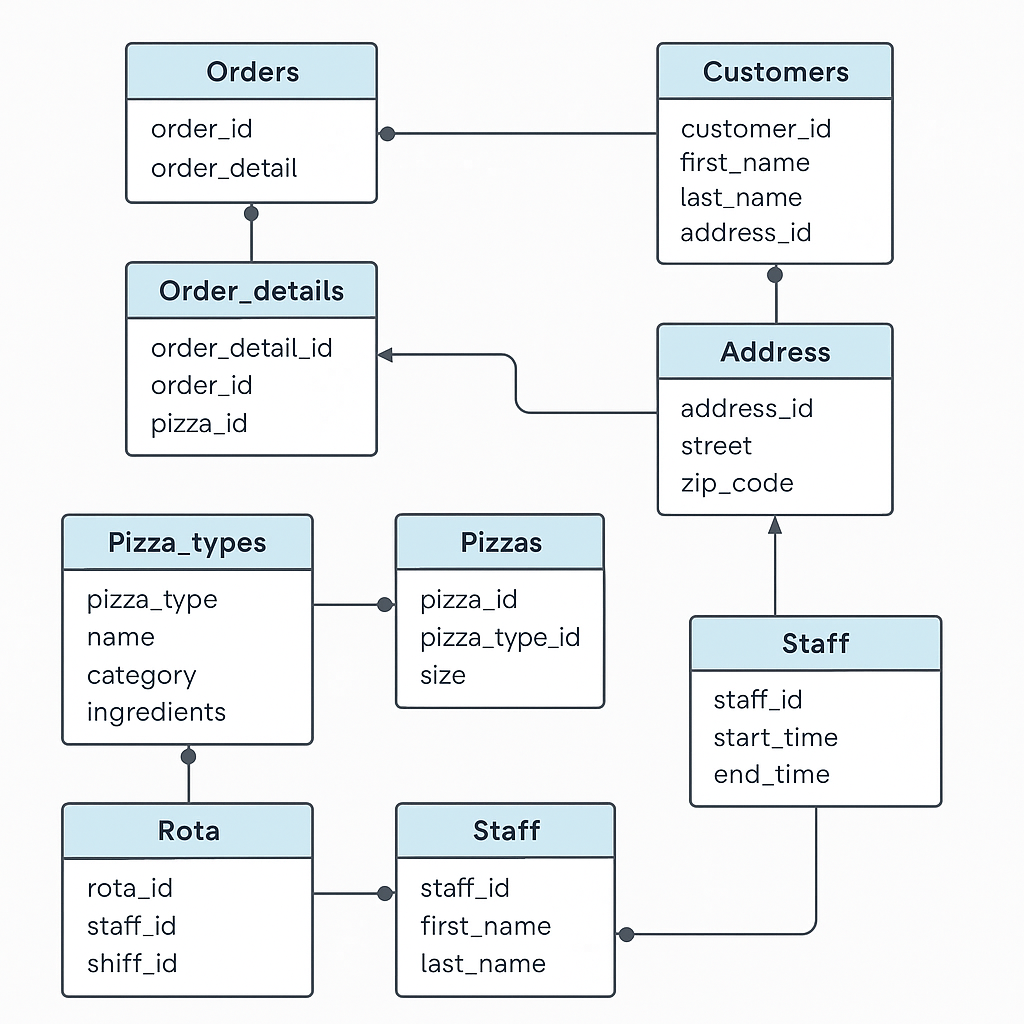 Orders
order_id
order_detail
Customers
customer_id
first_name
last_name
address_id
Order_details
order_detail_id
order_id
pizza_id
Address
address_id
street
zip_code
Pizza_types
pizza_type
name
category
ingredients
Pizzas
pizza_id
pizza_type_id
size
Staff
staff_id
start_time
end_time
Rota
rota_id
staff_id
shiff_id
Staff
staff_id
first_name
last_name